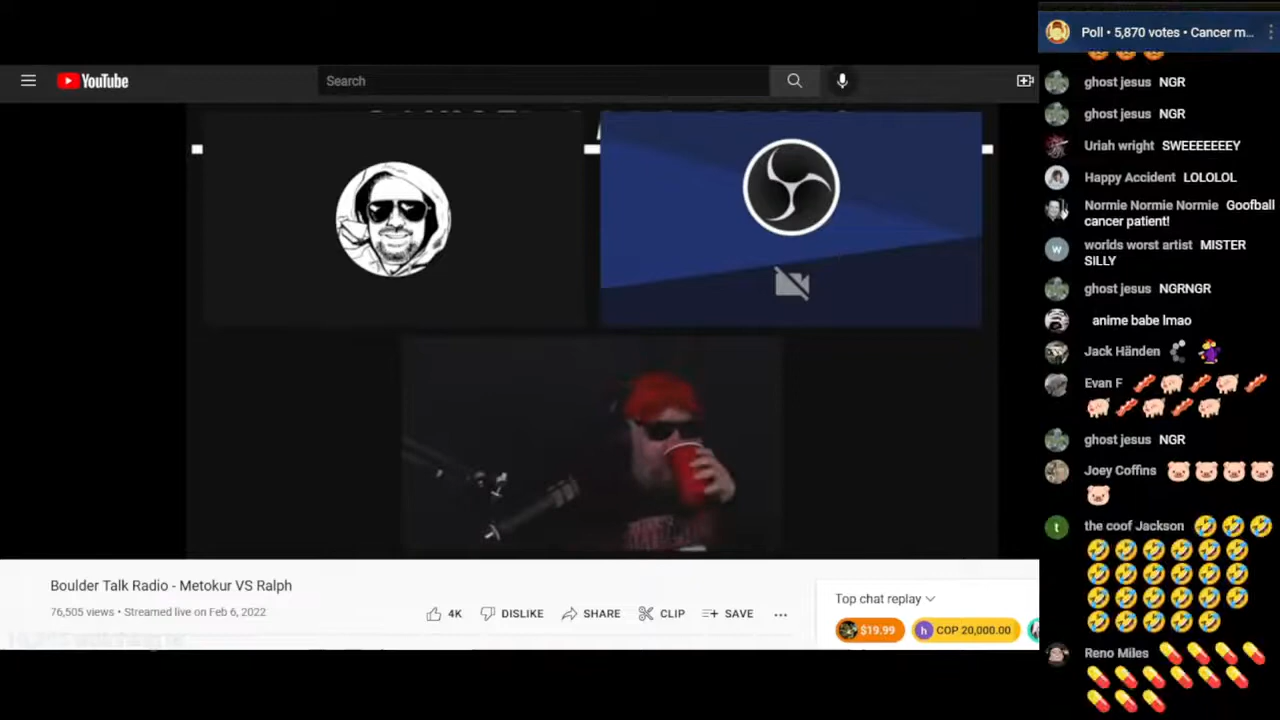 Poll • 5,870 votes • Cancer m...
YouTube
Search
ghost jesus NGR
ghost jesus NGR
Uriah wright SWEEEEEEEY
Happy Accident LOLOLOL
Normie Normie Normie Goofball
cancer patient!
w worlds worst artist MISTER
SILLY
ghost jesus NGRNGR
anime babe lmao
Jack Händen
Evan F
ghost jesus NGR
Joey Coffins
t the coof Jackson
Reno Miles
Boulder Talk Radio - Metokur VS Ralph
76,505 views • Streamed live on Feb 6, 2022
4K DISLIKE SHARE CLIP SAVE ...
Top chat replay
$19.99 h COP 20,000.00